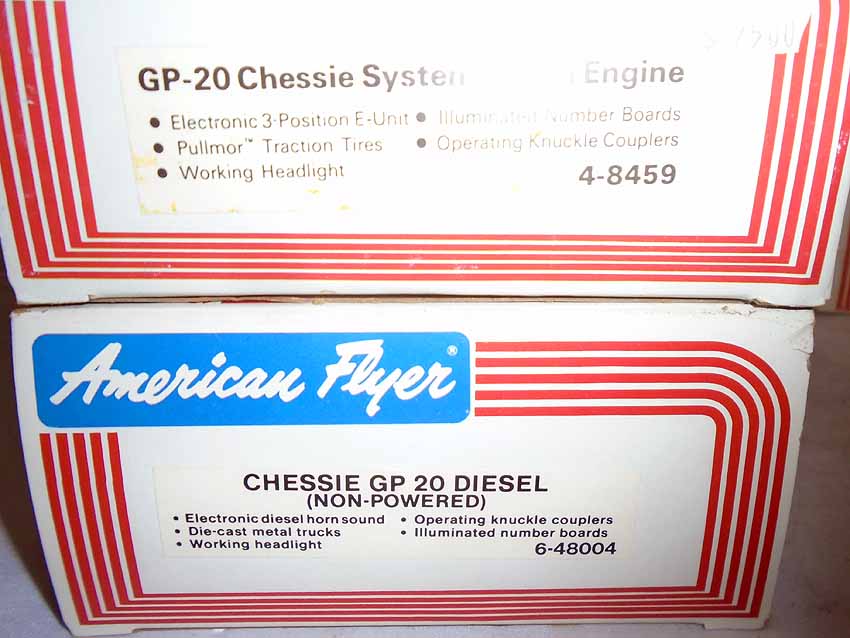 GP-20 Chessie System Engine
• Electronic 3-Position E-Unit • Illuminated Number Boards
• Pullmor™ Traction Tires • Operating Knuckle Couplers
• Working Headlight 4-8459
American Flyer®
CHESSIE GP 20 DIESEL
(NON-POWERED)
• Electronic diesel horn sound • Operating knuckle couplers
• Die-cast metal trucks • Illuminated number boards
• Working headlight 6-48004